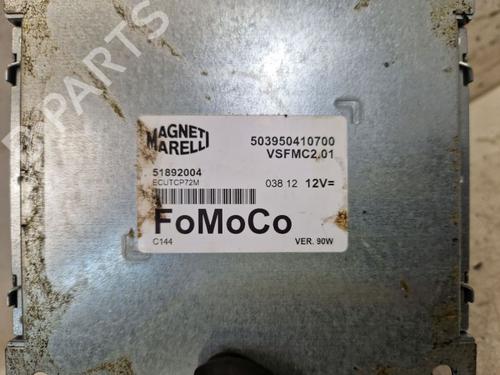 D-PARTS
MAGNETI
MARELLI
503950410700
VSFMC2.01
51892004
ECUTCP72M
038 12 12V=
FoMoCo
C144
VER. 90W